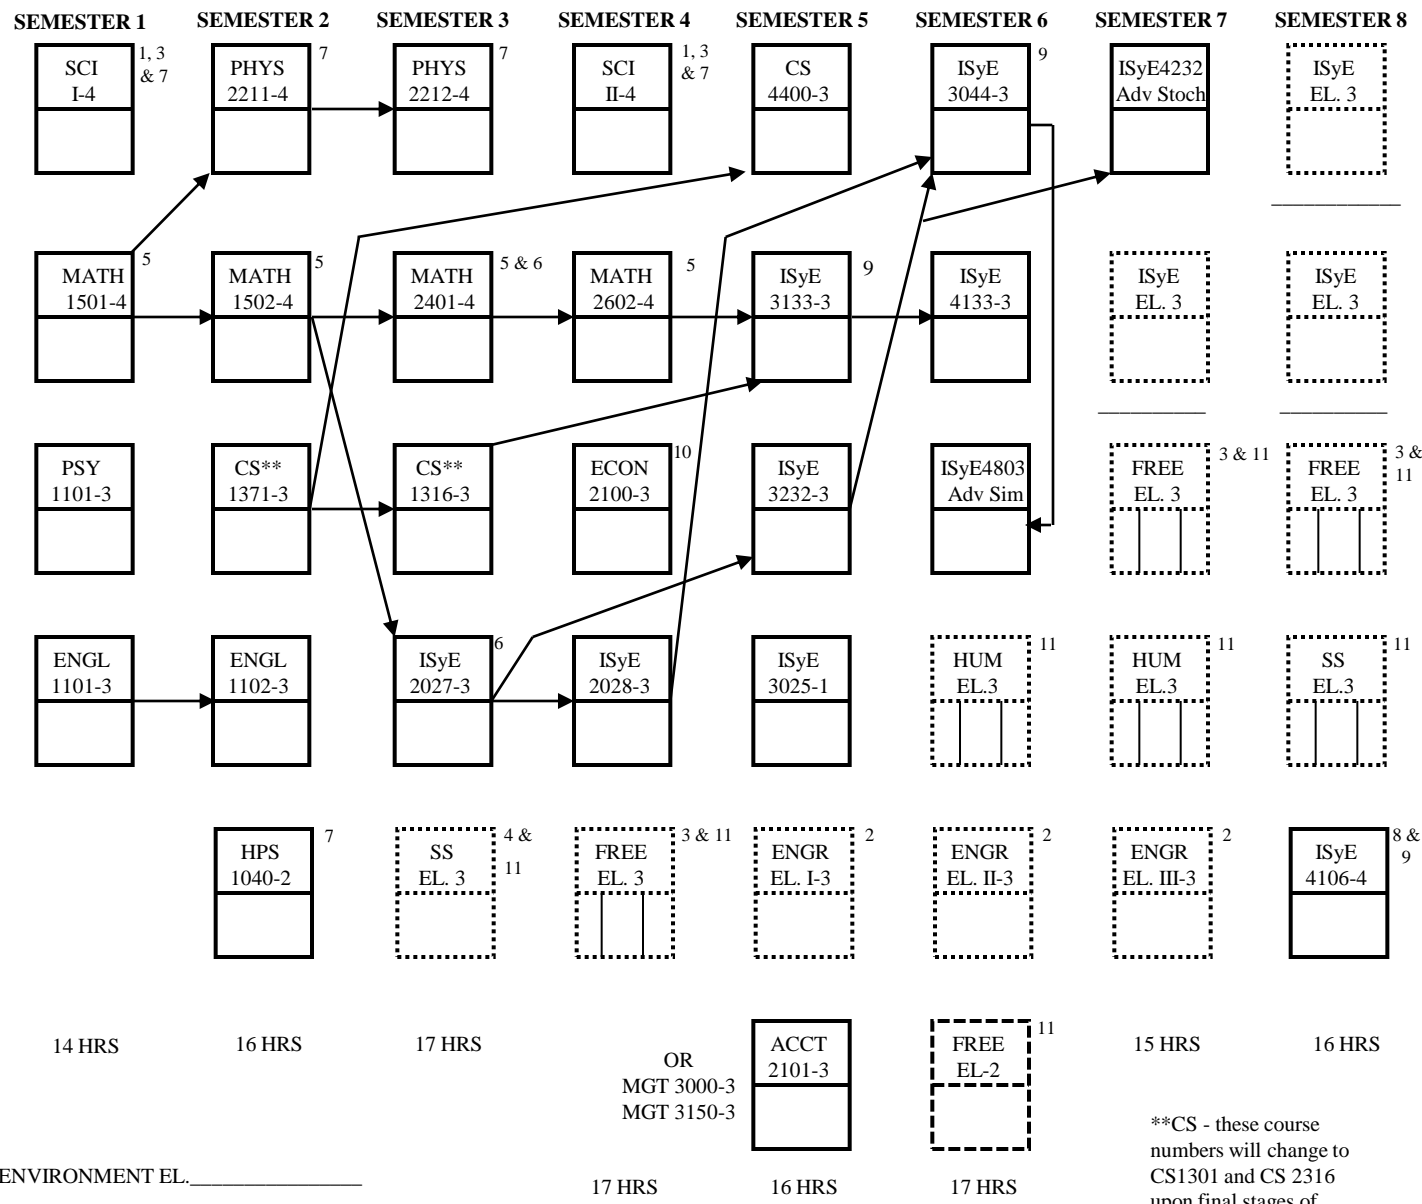 SEMESTER 1 SEMESTER 2 SEMESTER 3 SEMESTER 4 SEMESTER 5 SEMESTER 6 SEMESTER 7 SEMESTER 8
SCI
I-4
1, 3
& 7
PHYS
2211-4
7
PHYS
2212-4
7
SCI
II-4
1, 3
& 7
CS
4400-3
ISyE
3044-3
9
ISyE4232
Adv Stoch
ISyE
EL. 3
MATH
1501-4
5
MATH
1502-4
5
MATH
2401-4
5 & 6
MATH
2602-4
5
ISyE
3133-3
9
ISyE
4133-3
ISyE
EL. 3
ISyE
EL. 3
PSY
1101-3
CS**
1371-3
CS**
1316-3
ECON
2100-3
10
ISyE
3232-3
ISyE4803
Adv Sim
FREE
EL. 3
3 & 11
FREE
EL. 3
3 &
11
ENGL
1101-3
ENGL
1102-3
ISyE
2027-3
6
ISyE
2028-3
ISyE
3025-1
HUM
EL.3
11
HUM
EL.3
11
SS
EL.3
11
HPS
1040-2
7
SS
EL. 3
4 &
11
FREE
EL. 3
3 & 11
ENGR
EL. I-3
2
ENGR
EL. II-3
2
ENGR
EL. III-3
2
ISyE
4106-4
8 &
9
14 HRS
16 HRS
17 HRS
OR
MGT 3000-3
MGT 3150-3
ACCT
2101-3
FREE
EL-2
11
15 HRS
16 HRS
**CS - these course
numbers will change to
CS1301 and CS 2316
upon final stages of
ENVIRONMENT EL.________________
17 HRS
16 HRS
17 HRS